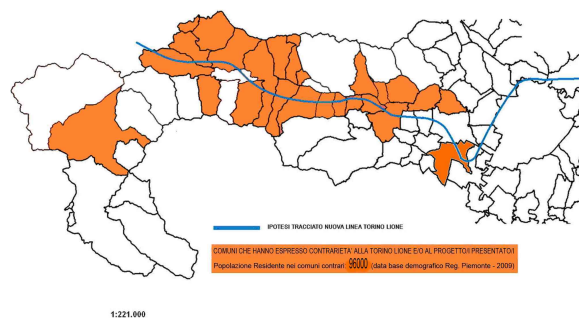 IPOTESI TRACCIATO NUOVA LINEA TORINO LIONE
COMUNI CHE HANNO ESPRESSO CONTRARIETA' ALLA TORINO LIONE E/O AL PROGETTO/I PRESENTATO/I
Popolazione Residente nei comuni contrari: 96000 (data base demografico Reg. Piemonte - 2009)
1:221.000